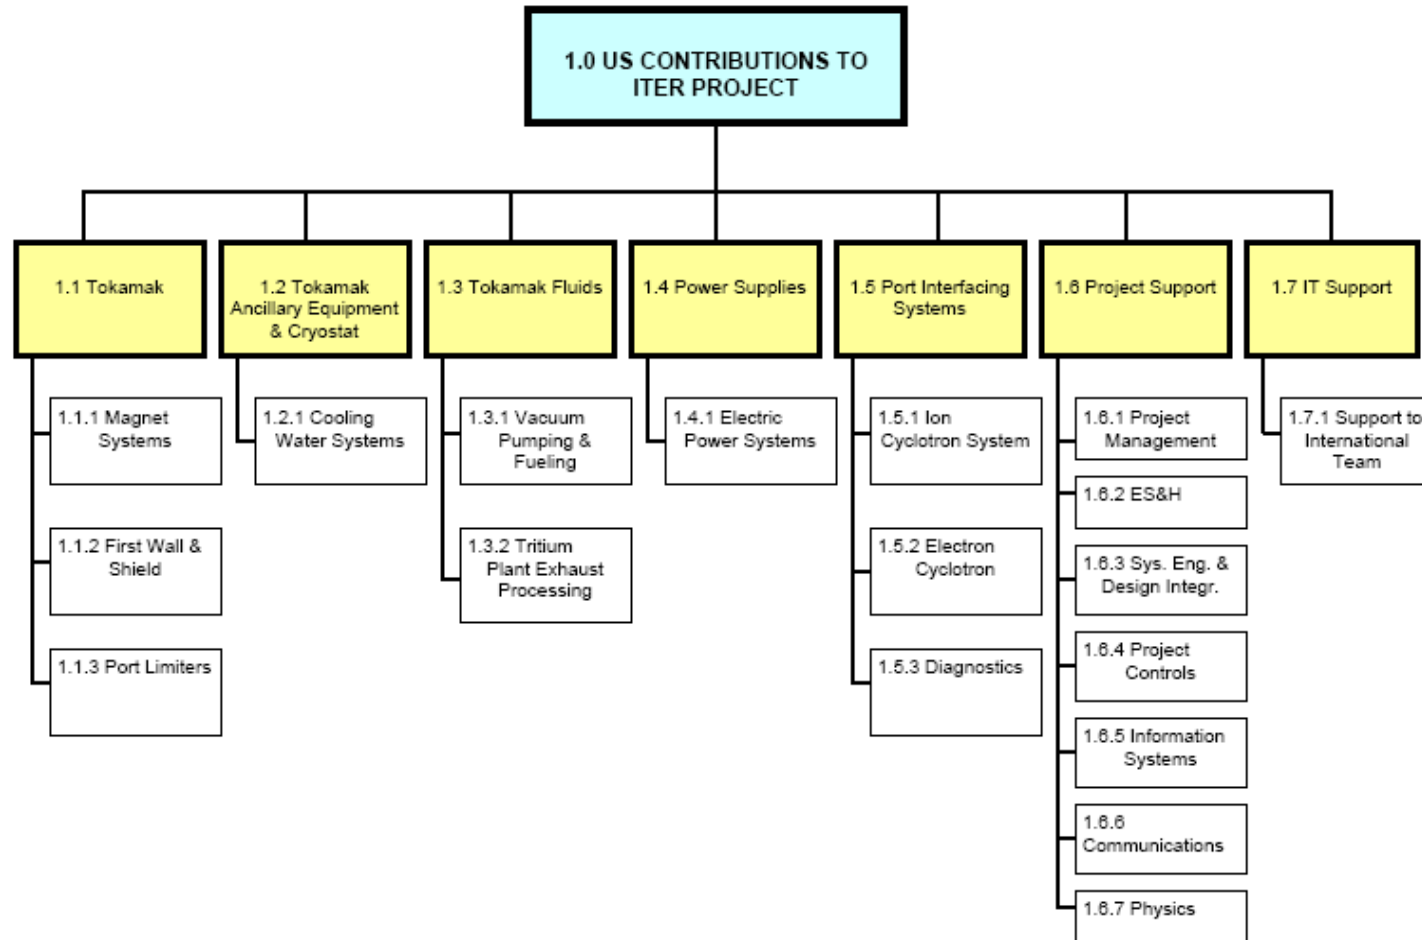 1.0 US CONTRIBUTIONS TO
ITER PROJECT
1.1 Tokamak
1.2 Tokamak
Ancillary Equipment
& Cryostat
1.3 Tokamak Fluids
1.4 Power Supplies
1.5 Port Interfacing
Systems
1.6 Project Support
1.7 IT Support
1.1.1 Magnet
Systems
1.1.2 First Wall &
Shield
1.1.3 Port Limiters
1.2.1 Cooling
Water Systems
1.3.1 Vacuum
Pumping &
Fueling
1.3.2 Tritium
Plant Exhaust
Processing
1.4.1 Electric
Power Systems
1.5.1 Ion
Cyclotron System
1.5.2 Electron
Cyclotron
1.5.3 Diagnostics
1.6.1 Project
Management
1.6.2 ES&H
1.6.3 Sys. Eng. &
Design Integr.
1.6.4 Project
Controls
1.6.5 Information
Systems
1.6.6
Communications
1.6.7 Physics
1.7.1 Support to
International
Team